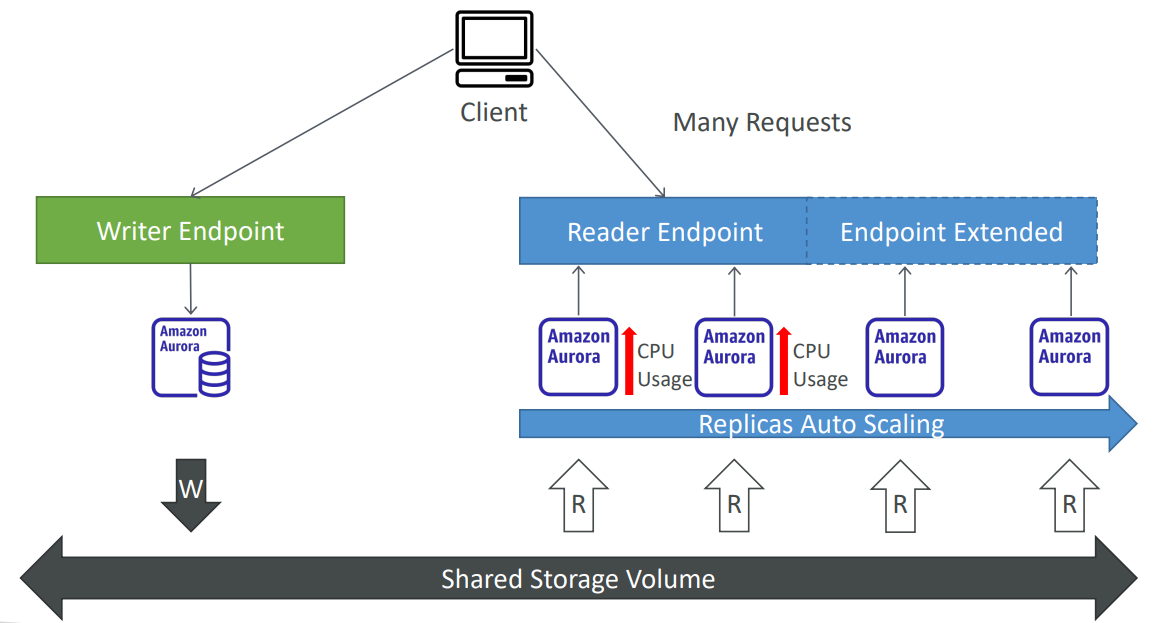 Client
Many Requests
Writer Endpoint
Reader Endpoint
Endpoint Extended
Amazon
Aurora
Amazon
Aurora
CPU
Usage
Amazon
Aurora
CPU
Usage
Amazon
Aurora
Amazon
Aurora
Replicas Auto Scaling
W
R
R
R
R
Shared Storage Volume